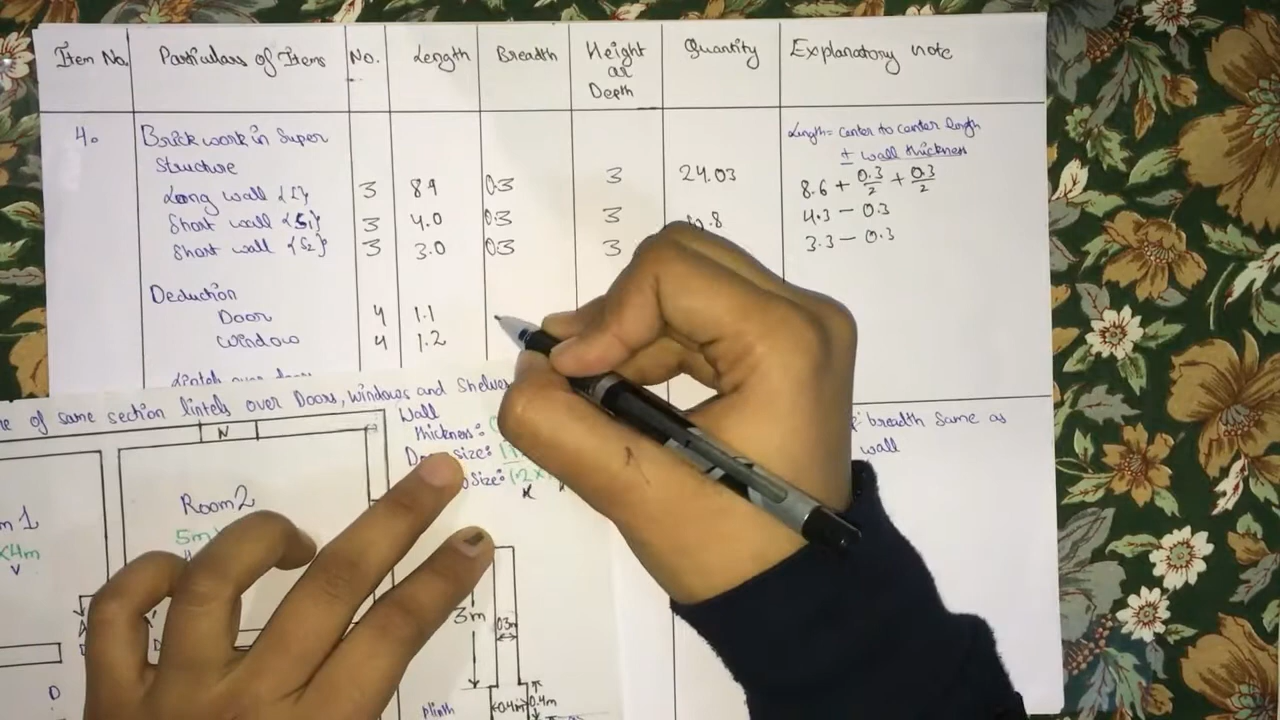 Item No.
Particulars of Items
No.
Length
Breadth
Height
or
Depth
Quantity
Explanatory note
4.
Brick work in Super
Structure
Long wall {L}
3
8.9
0.3
3
24.03
Short wall {S1}
3
4.0
0.3
3
Short wall {S2}
3
3.0
0.3
3
Length = center to center length
± wall thickness
8.6 + 0.3/2 + 0.3/2
4.3 - 0.3
3.3 - 0.3
Deduction
Door
4
1.1
Window
4
1.2
of same section lintels over Doors, Windows and Shelves
Wall
thickness:
size:
Size: (1.2 x
N
Room 2
5m
1
x4m
D
3m
0.3m
plinth
0.4m
0.4m
breadth same as
wall